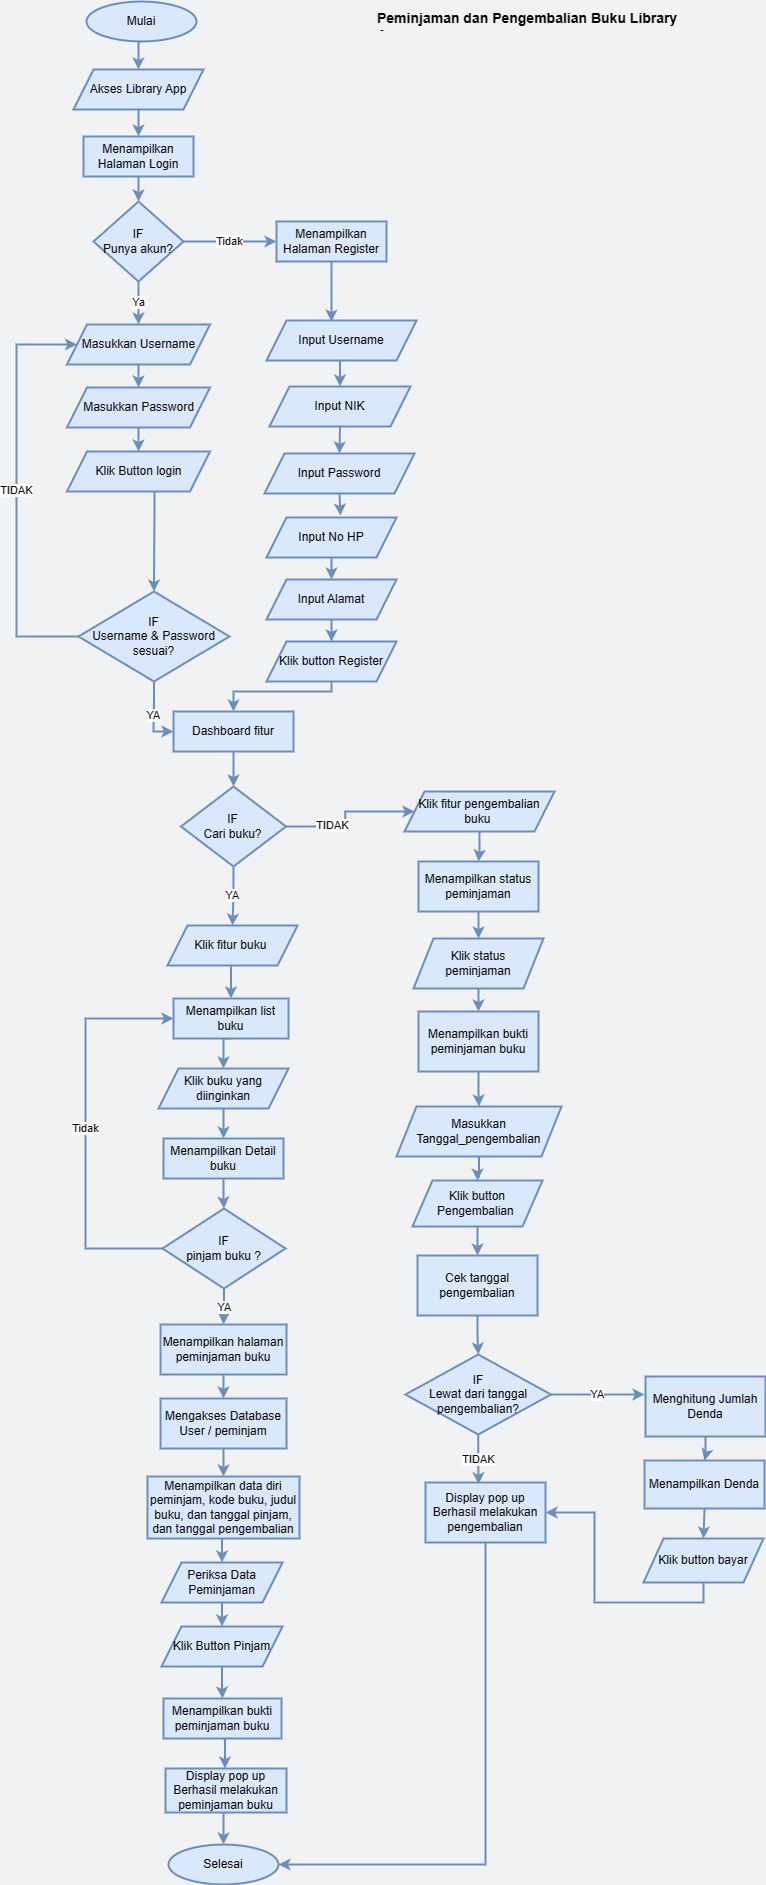 Peminjaman dan Pengembalian Buku Library
-
Mulai
Akses Library App
Menampilkan
Halaman Login
IF
Punya akun?
Tidak
Menampilkan
Halaman Register
Ya
Masukkan Username
Masukkan Password
Klik Button login
TIDAK
IF
Username & Password
sesuai?
YA
Input Username
Input NIK
Input Password
Input No HP
Input Alamat
Klik button Register
Dashboard fitur
IF
Cari buku?
TIDAK
YA
Klik fitur buku
Menampilkan list
buku
Klik buku yang
diinginkan
Tidak
Menampilkan Detail
buku
IF
pinjam buku ?
YA
Menampilkan halaman
peminjaman buku
Mengakses Database
User / peminjam
Menampilkan data diri
peminjam, kode buku, judul
buku, dan tanggal pinjam,
dan tanggal pengembalian
Periksa Data
Peminjaman
Klik Button Pinjam
Menampilkan bukti
peminjaman buku
Display pop up
Berhasil melakukan
peminjaman buku
Klik fitur pengembalian
buku
Menampilkan status
peminjaman
Klik status
peminjaman
Menampilkan bukti
peminjaman buku
Masukkan
Tanggal_pengembalian
Klik button
Pengembalian
Cek tanggal
pengembalian
IF
Lewat dari tanggal
pengembalian?
YA
Menghitung Jumlah
Denda
Menampilkan Denda
Klik button bayar
TIDAK
Display pop up
Berhasil melakukan
pengembalian
Selesai